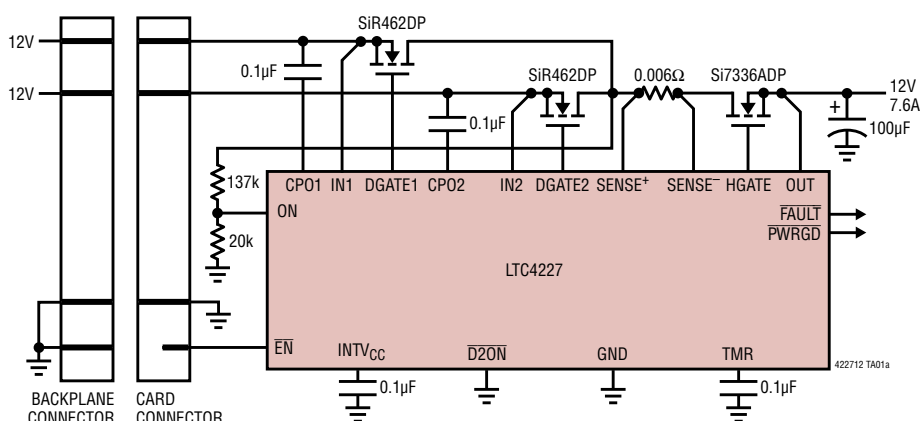 SiR462DP
12V
0.1µF
SiR462DP
0.006Ω
Si7336ADP
12V
7.6A
12V
0.1µF
+
100µF
137k
CPO1 IN1 DGATE1 CPO2 IN2 DGATE2 SENSE+ SENSE– HGATE OUT
ON
FAULT
20k
PWRGD
LTC4227
EN
INTVCC
D2ON
GND
TMR
422712 TA01a
0.1µF
0.1µF
BACKPLANE
CONNECTOR
CARD
CONNECTOR